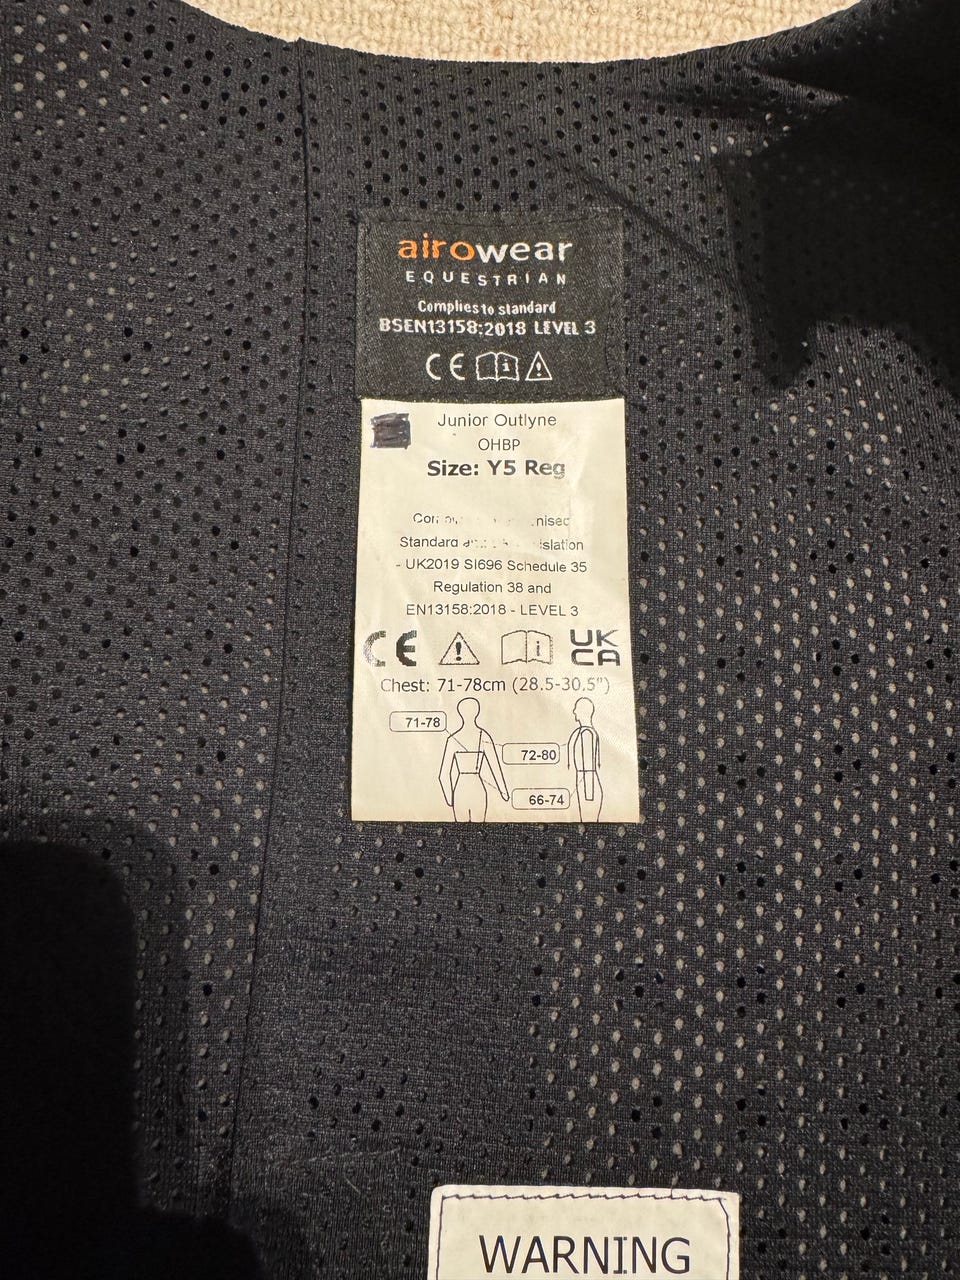 airowear
EQUESTRIAN
Complies to standard
BSEN13158:2018 LEVEL 3
CE
Junior Outlyne
OHBP
Size: Y5 Reg
Standard
- UK2019 SI696 Schedule 35
Regulation 38 and
EN13158:2018 - LEVEL 3
CE UK CA
Chest: 71-78cm (28.5-30.5")
71-78
72-80
66-74
WARNING